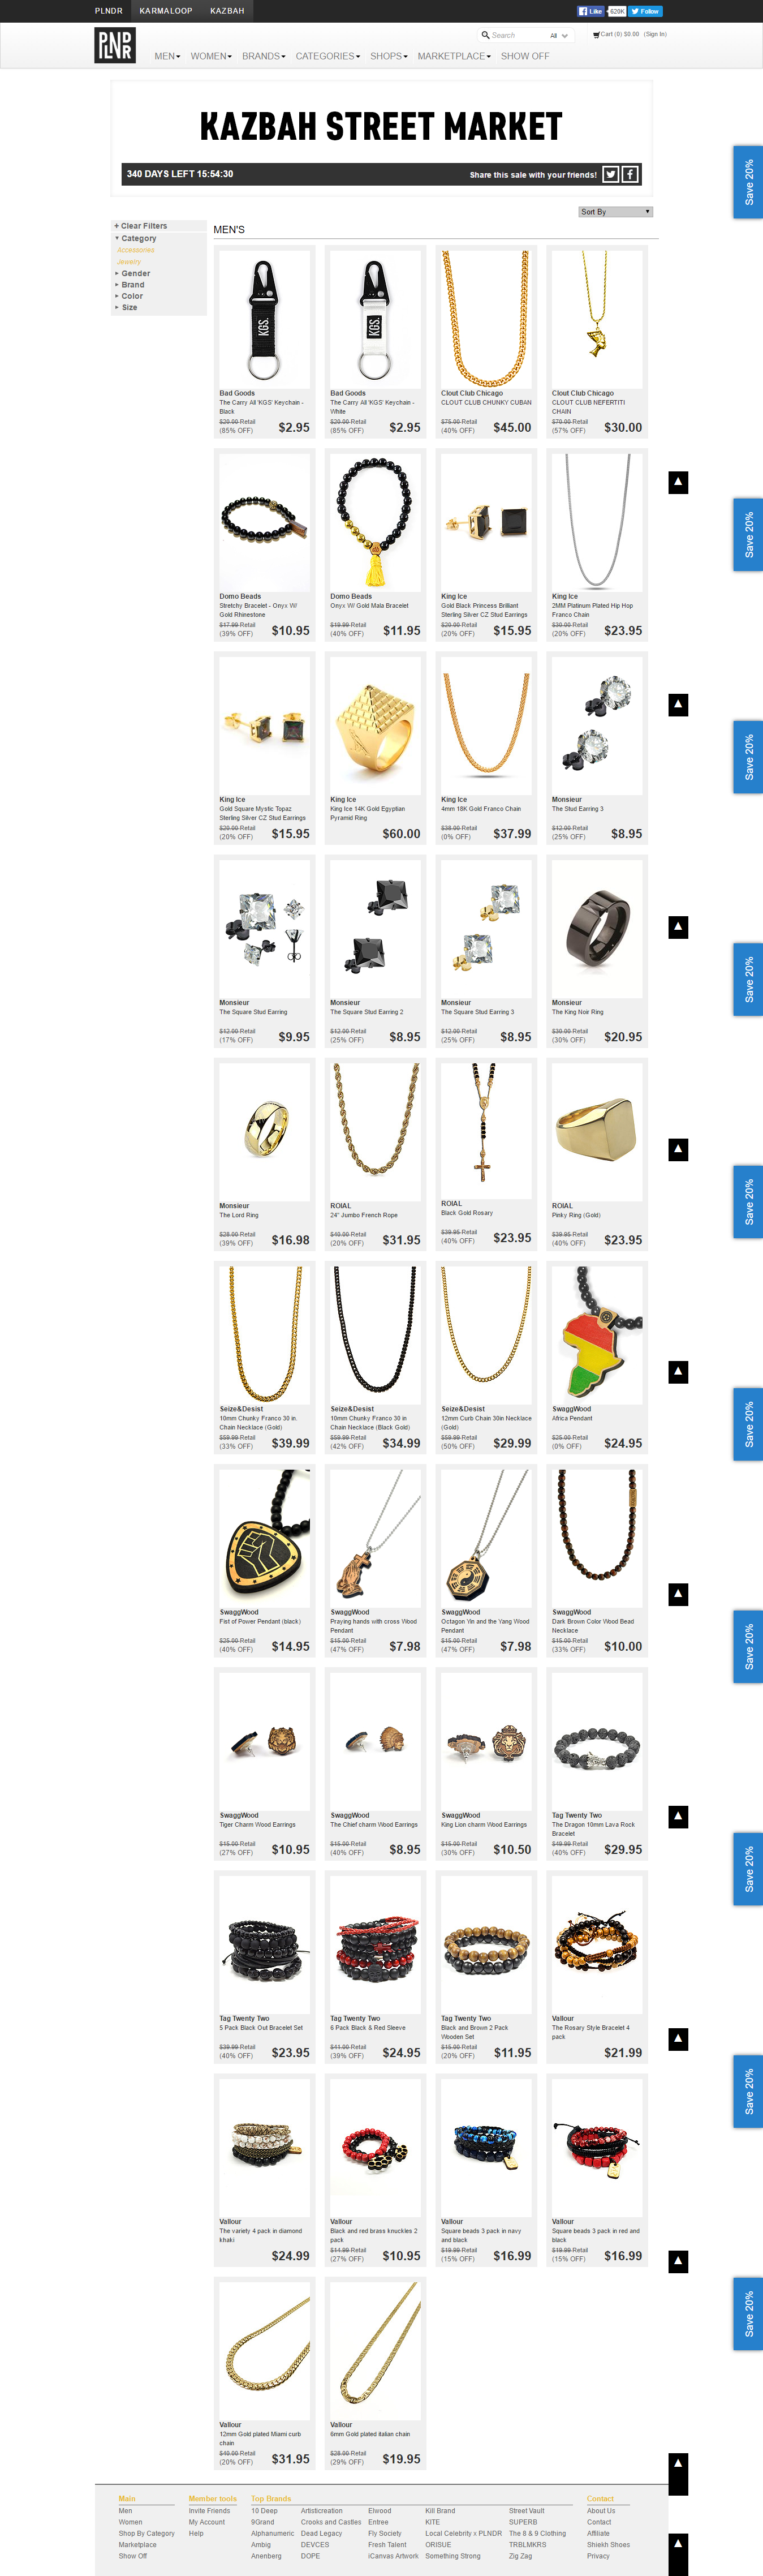 PLNDR KARMALOOP KAZBAH
Like 629K Follow
PLNDR
Search All Cart (0) $0.00 (Sign In)
MEN WOMEN BRANDS CATEGORIES SHOPS MARKETPLACE SHOW OFF
KAZBAH STREET MARKET
340 DAYS LEFT 15:54:30 Share this sale with your friends!
Save 20%
Sort By
+ Clear Filters
Category
Accessories
Jewelry
Gender
Brand
Color
Size
MEN'S
KGS.
Bad Goods
The Carry All 'KGS' Keychain -
Black
$20.00 Retail
(85% OFF) $2.95
KGS.
Bad Goods
The Carry All 'KGS' Keychain -
White
$20.00 Retail
(85% OFF) $2.95
Clout Club Chicago
CLOUT CLUB CHUNKY CUBAN
$75.00 Retail
(40% OFF) $45.00
Clout Club Chicago
CLOUT CLUB NEFERTITI
CHAIN
$70.00 Retail
(57% OFF) $30.00
Domo Beads
Stretchy Bracelet - Onyx W/
Gold Rhinestone
$17.99 Retail
(39% OFF) $10.95
Domo Beads
Onyx W/ Gold Mala Bracelet
$19.99 Retail
(40% OFF) $11.95
King Ice
Gold Black Princess Brilliant
Sterling Silver CZ Stud Earrings
$20.00 Retail
(20% OFF) $15.95
King Ice
2MM Platinum Plated Hip Hop
Franco Chain
$30.00 Retail
(20% OFF) $23.95
Save 20%
King Ice
Gold Square Mystic Topaz
Sterling Silver CZ Stud Earrings
$20.00 Retail
(20% OFF) $15.95
King Ice
King Ice 14K Gold Egyptian
Pyramid Ring
$60.00
King Ice
4mm 18K Gold Franco Chain
$38.00 Retail
(0% OFF) $37.99
Monsieur
The Stud Earring 3
$12.00 Retail
(25% OFF) $8.95
Save 20%
Monsieur
The Square Stud Earring
$12.00 Retail
(17% OFF) $9.95
Monsieur
The Square Stud Earring 2
$12.00 Retail
(25% OFF) $8.95
Monsieur
The Square Stud Earring 3
$12.00 Retail
(25% OFF) $8.95
Monsieur
The King Noir Ring
$30.00 Retail
(30% OFF) $20.95
Save 20%
Monsieur
The Lord Ring
$28.00 Retail
(39% OFF) $16.98
ROIAL
24" Jumbo French Rope
$40.00 Retail
(20% OFF) $31.95
ROIAL
Black Gold Rosary
$39.95 Retail
(40% OFF) $23.95
ROIAL
Pinky Ring (Gold)
$39.95 Retail
(40% OFF) $23.95
Save 20%
Seize&Desist
10mm Chunky Franco 30 in.
Chain Necklace (Gold)
$59.99 Retail
(33% OFF) $39.99
Seize&Desist
10mm Chunky Franco 30 in
Chain Necklace (Black Gold)
$59.99 Retail
(42% OFF) $34.99
Seize&Desist
12mm Curb Chain 30in Necklace
(Gold)
$59.99 Retail
(50% OFF) $29.99
SwaggWood
Africa Pendant
$25.00 Retail
(0% OFF) $24.95
Save 20%
SwaggWood
Fist of Power Pendant (black)
$25.00 Retail
(40% OFF) $14.95
SwaggWood
Praying hands with cross Wood
Pendant
$15.00 Retail
(47% OFF) $7.98
SwaggWood
Octagon Yin and the Yang Wood
Pendant
$15.00 Retail
(47% OFF) $7.98
SwaggWood
Dark Brown Color Wood Bead
Necklace
$15.00 Retail
(33% OFF) $10.00
Save 20%
SwaggWood
Tiger Charm Wood Earrings
$15.00 Retail
(27% OFF) $10.95
SwaggWood
The Chief charm Wood Earrings
$15.00 Retail
(40% OFF) $8.95
SwaggWood
King Lion charm Wood Earrings
$15.00 Retail
(30% OFF) $10.50
Tag Twenty Two
The Dragon 10mm Lava Rock
Bracelet
$49.99 Retail
(40% OFF) $29.95
Save 20%
Tag Twenty Two
5 Pack Black Out Bracelet Set
$39.99 Retail
(40% OFF) $23.95
Tag Twenty Two
6 Pack Black & Red Sleeve
$41.00 Retail
(39% OFF) $24.95
Tag Twenty Two
Black and Brown 2 Pack
Wooden Set
$15.00 Retail
(20% OFF) $11.95
Vallour
The Rosary Style Bracelet 4
pack
$21.99
Save 20%
Vallour
The variety 4 pack in diamond
khaki
$24.99
Vallour
Black and red brass knuckles 2
pack
$14.99 Retail
(27% OFF) $10.95
Vallour
Square beads 3 pack in navy
and black
$19.99 Retail
(15% OFF) $16.99
Vallour
Square beads 3 pack in red and
black
$19.99 Retail
(15% OFF) $16.99
Save 20%
Vallour
12mm Gold plated Miami curb
chain
$40.00 Retail
(20% OFF) $31.95
Vallour
6mm Gold plated italian chain
$28.00 Retail
(29% OFF) $19.95
Main
Men
Women
Shop By Category
Marketplace
Show Off
Member tools
Invite Friends
My Account
Help
Top Brands
10 Deep Artisticreation Elwood Kill Brand Street Vault
9Grand Crooks and Castles Entree KITE SUPERB
Alphanumeric Dead Legacy Fly Society Local Celebrity x PLNDR The 8 & 9 Clothing
Ambig DEVCES Fresh Talent ORISUE TRBLMKRS
Anenberg DOPE iCanvas Artwork Something Strong Zig Zag
Contact
About Us
Contact
Affiliate
Shiekh Shoes
Privacy